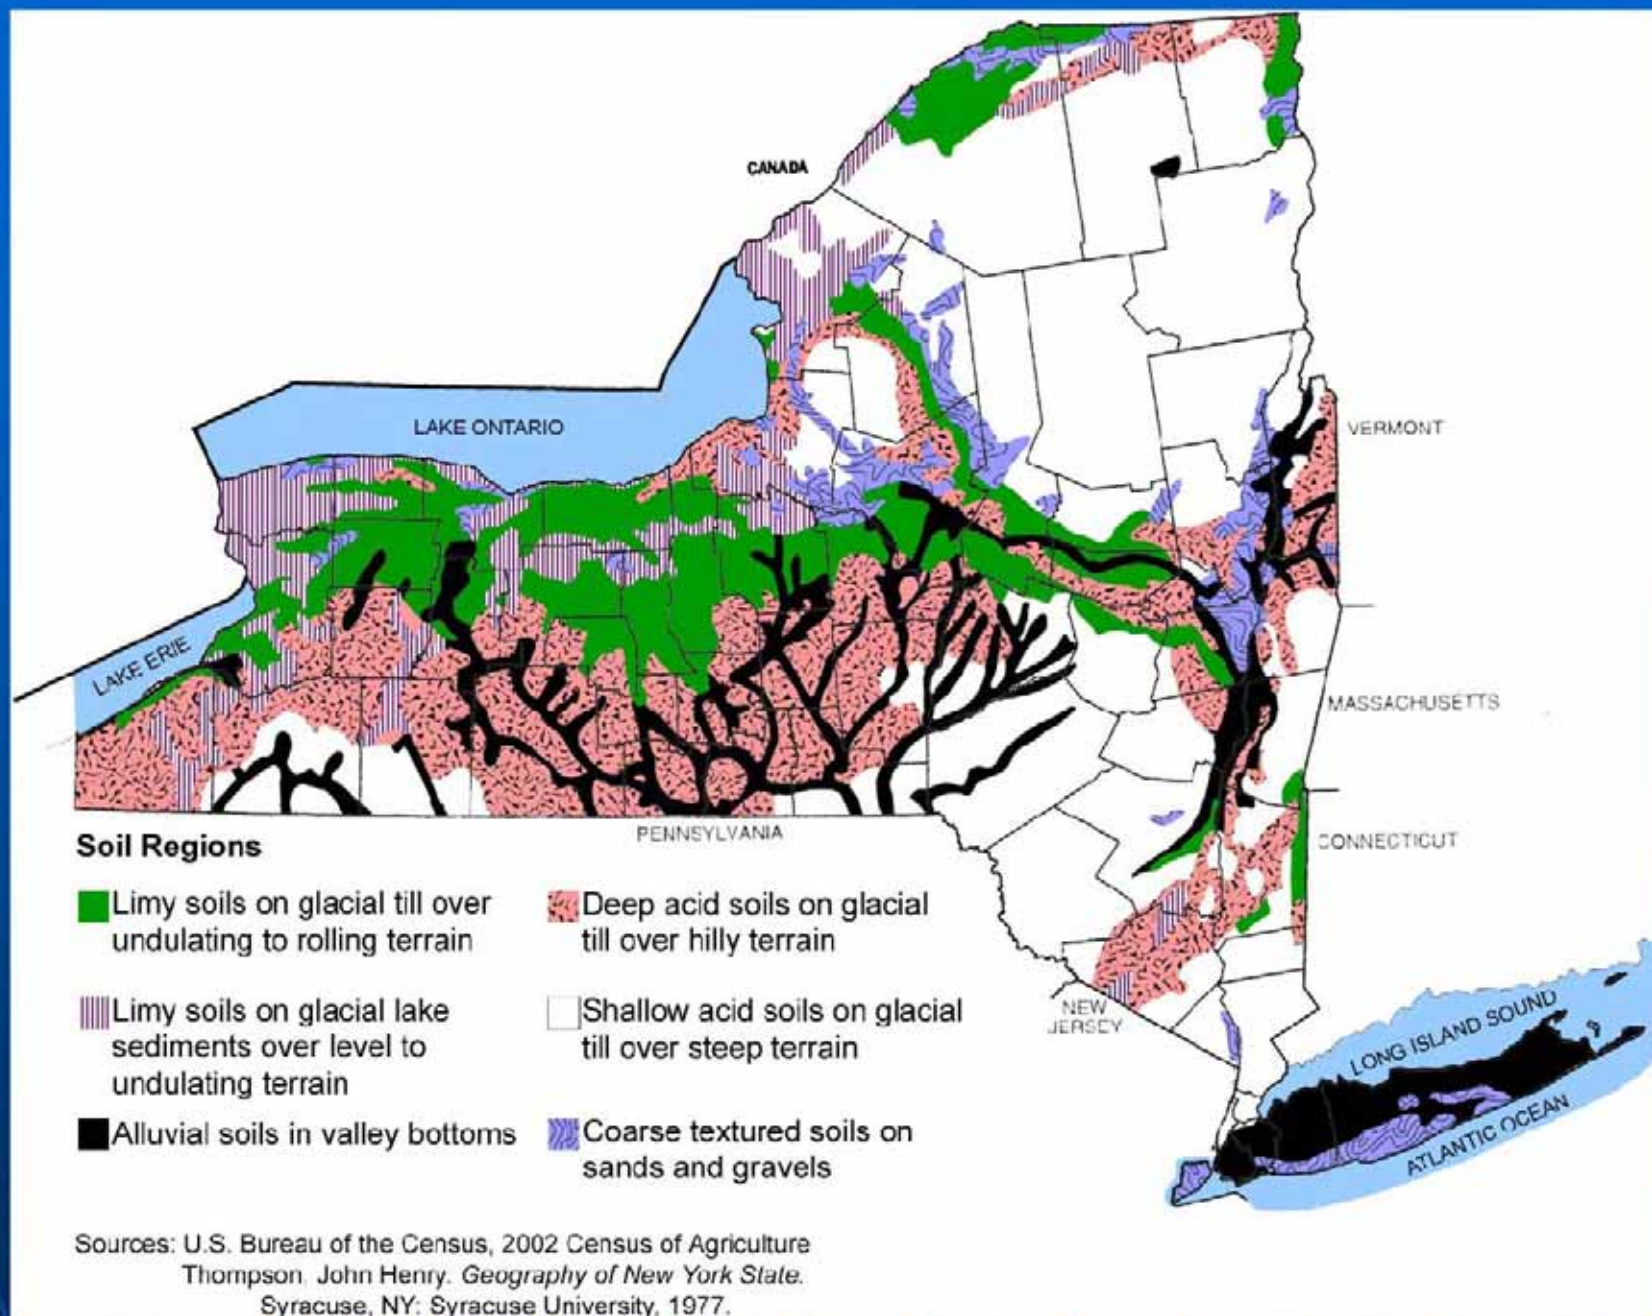 CANADA
LAKE ONTARIO
VERMONT
LAKE ERIE
MASSACHUSETTS
PENNSYLVANIA
CONNECTICUT
NEW
JERSEY
LONG ISLAND SOUND
ATLANTIC OCEAN
Soil Regions
Limy soils on glacial till over
undulating to rolling terrain
Limy soils on glacial lake
sediments over level to
undulating terrain
Alluvial soils in valley bottoms
Deep acid soils on glacial
till over hilly terrain
Shallow acid soils on glacial
till over steep terrain
Coarse textured soils on
sands and gravels
Sources: U.S. Bureau of the Census, 2002 Census of Agriculture
Thompson, John Henry. Geography of New York State.
Syracuse, NY: Syracuse University, 1977.